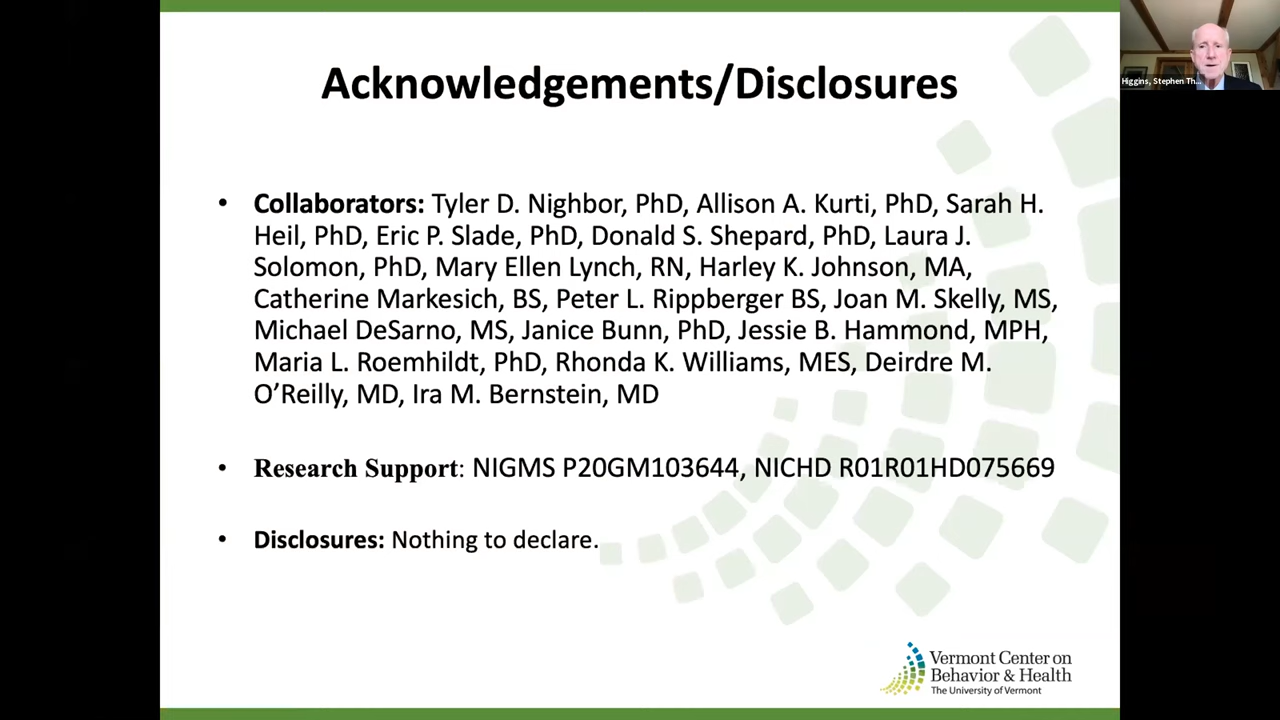 Acknowledgements/Disclosures
Higgins, Stephen Th...
• Collaborators: Tyler D. Nighbor, PhD, Allison A. Kurti, PhD, Sarah H.
Heil, PhD, Eric P. Slade, PhD, Donald S. Shepard, PhD, Laura J.
Solomon, PhD, Mary Ellen Lynch, RN, Harley K. Johnson, MA,
Catherine Markesich, BS, Peter L. Rippberger BS, Joan M. Skelly, MS,
Michael DeSarno, MS, Janice Bunn, PhD, Jessie B. Hammond, MPH,
Maria L. Roemhildt, PhD, Rhonda K. Williams, MES, Deirdre M.
O’Reilly, MD, Ira M. Bernstein, MD
• Research Support: NIGMS P20GM103644, NICHD R01R01HD075669
• Disclosures: Nothing to declare.
Vermont Center on
Behavior & Health
The University of Vermont